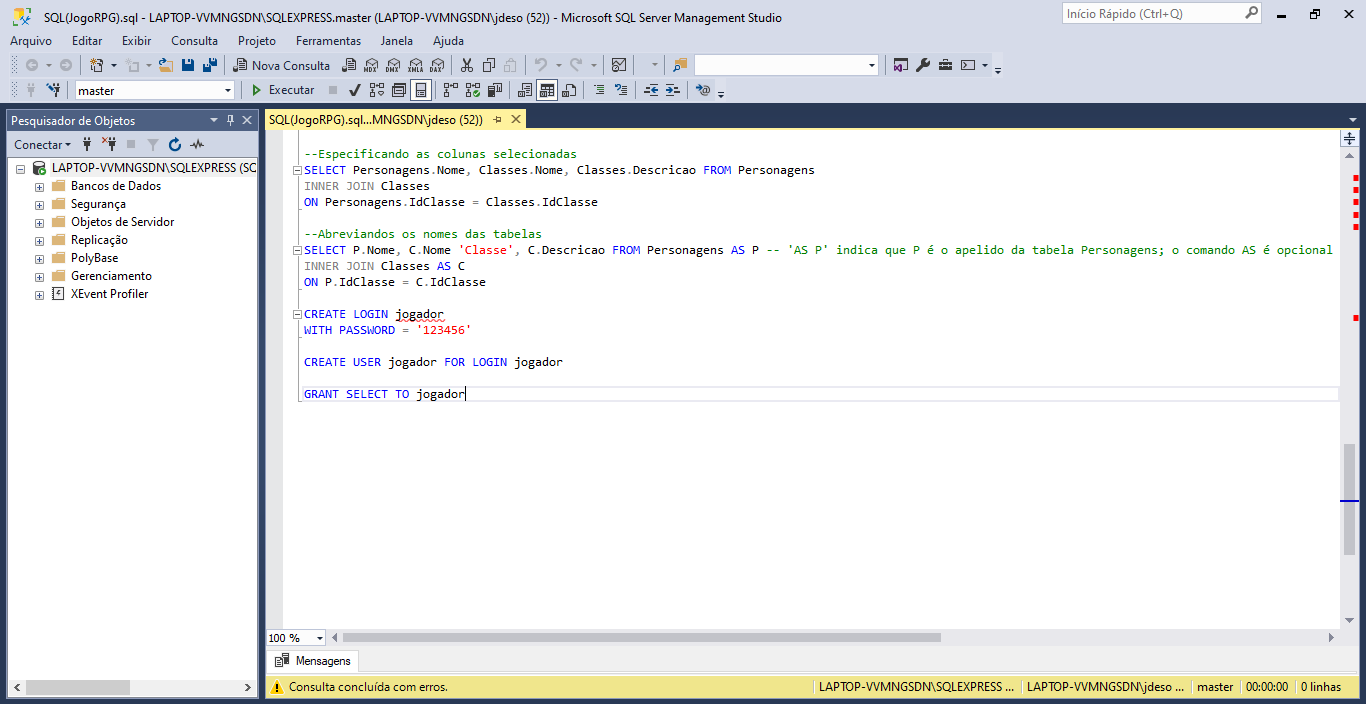 SQL(JogoRPG).sql - LAPTOP-VVMNGSDN\SQLEXPRESS.master (LAPTOP-VVMNGSDN\jdeso (52)) - Microsoft SQL Server Management Studio
Início Rápido (Ctrl+Q)
Arquivo Editar Exibir Consulta Projeto Ferramentas Janela Ajuda
Nova Consulta
MDX DMX XMLA DAX
master
Executar
Pesquisador de Objetos
SQL(JogoRPG).sql...MNGSDN\jdeso (52))
Conectar
LAPTOP-VVMNGSDN\SQLEXPRESS (SQ
Bancos de Dados
Segurança
Objetos de Servidor
Replicação
PolyBase
Gerenciamento
XEvent Profiler
--Especificando as colunas selecionadas
SELECT Personagens.Nome, Classes.Nome, Classes.Descricao FROM Personagens
INNER JOIN Classes
ON Personagens.IdClasse = Classes.IdClasse
--Abreviandos os nomes das tabelas
SELECT P.Nome, C.Nome 'Classe', C.Descricao FROM Personagens AS P -- 'AS P' indica que P é o apelido da tabela Personagens; o comando AS é opcional
INNER JOIN Classes AS C
ON P.IdClasse = C.IdClasse
CREATE LOGIN jogador
WITH PASSWORD = '123456'
CREATE USER jogador FOR LOGIN jogador
GRANT SELECT TO jogador
100 %
Mensagens
Consulta concluída com erros.
LAPTOP-VVMNGSDN\SQLEXPRESS ... LAPTOP-VVMNGSDN\jdeso ... master 00:00:00 0 linhas